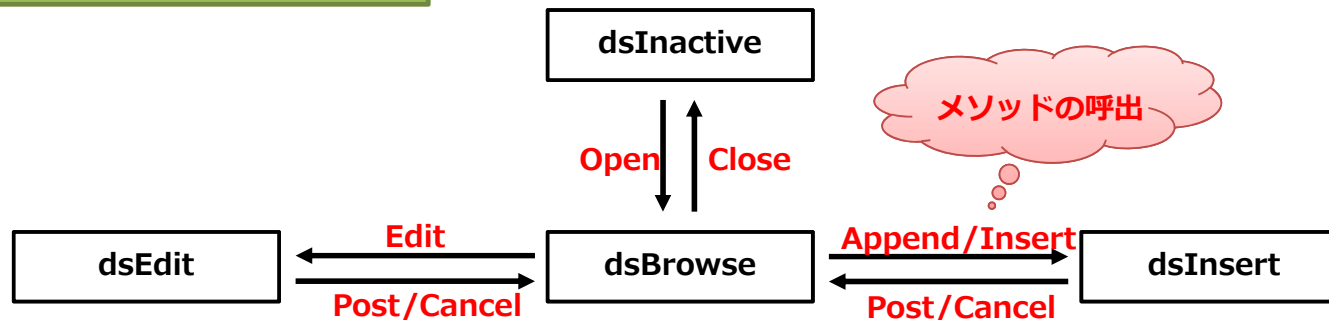 dsInactive
メソッドの呼出
Open
Close
Edit
Append/Insert
dsEdit
dsBrowse
dsInsert
Post/Cancel
Post/Cancel